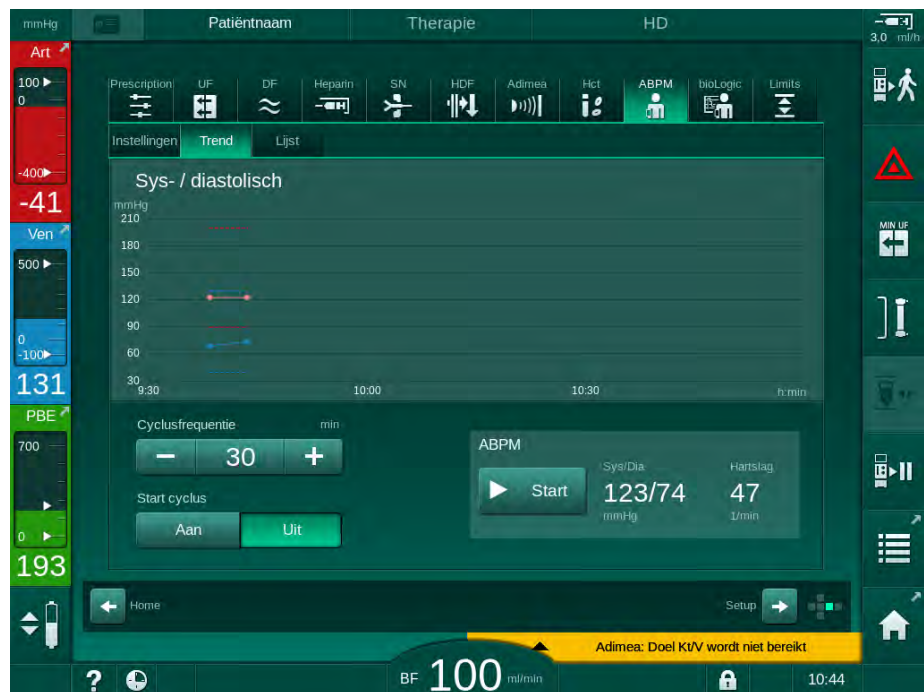 mmHg Patiëntnaam Therapie HD
3,0 ml/h
Art
100
0
-400
-41
Ven
500
0
-100
131
PBE
700
0
193
Prescription UF DF Heparin SN HDF Adimea Hct ABPM bioLogic Limits
Instellingen Trend Lijst
Sys- / diastolisch
mmHg
210
180
150
120
90
60
30
9:30 10:00 10:30 h:min
Cyclusfrequentie min
30
Start cyclus
Aan Uit
ABPM
Start
Sys/Dia Hartslag
123/74 47
mmHg 1/min
MIN UF
Home Setup
Adimea: Doel Kt/V wordt niet bereikt
? BF 100 ml/min 10:44